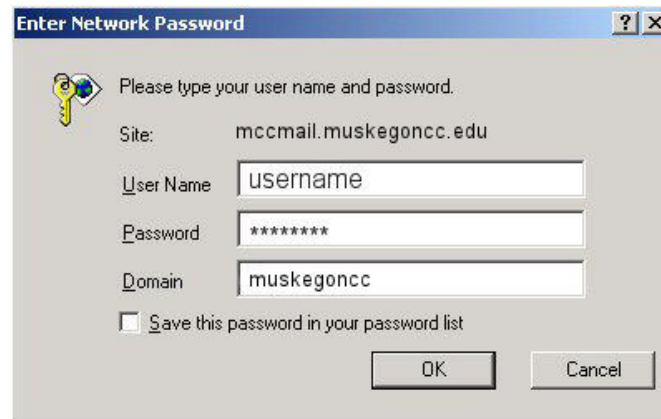 Enter Network Password
? X
Please type your user name and password.
Site: mccmail.muskegoncc.edu
User Name username
Password ********
Domain muskegoncc
Save this password in your password list
OK Cancel